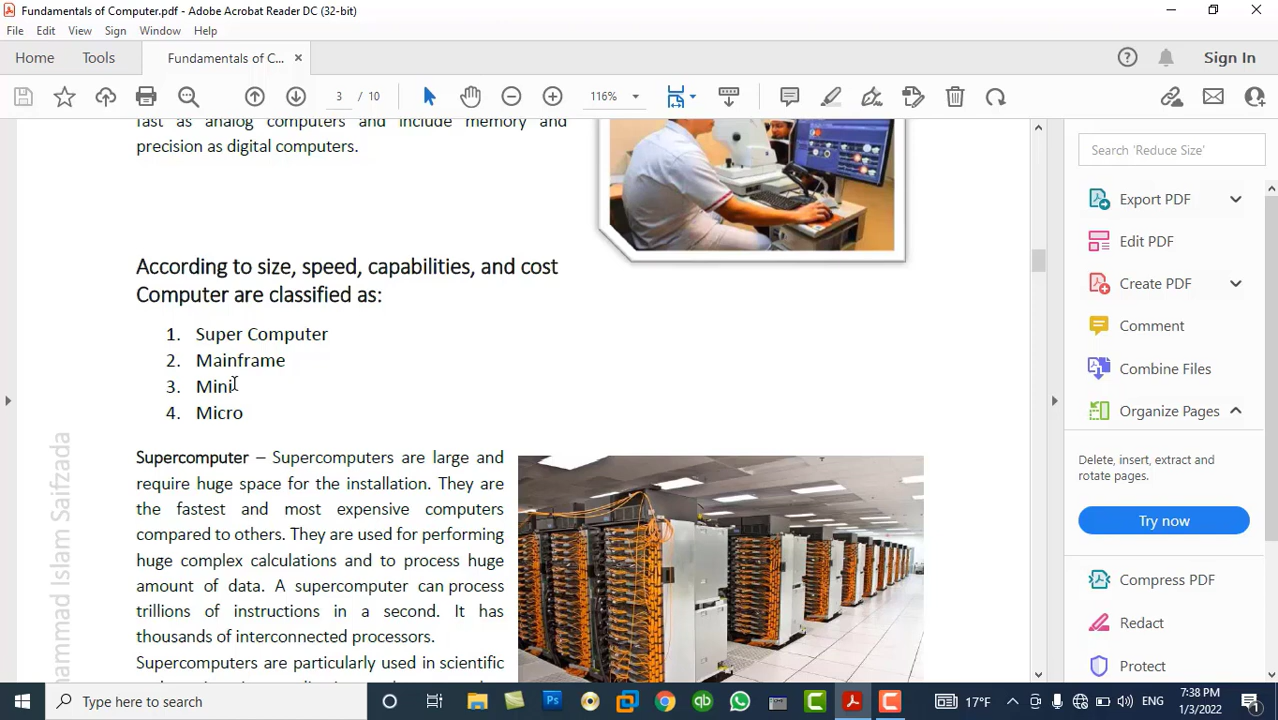 Fundamentals of Computer.pdf - Adobe Acrobat Reader DC (32-bit)
File Edit View Sign Window Help
Home Tools Fundamentals of C... ×
3 / 10 116%
Sign In
fast as analog computers and include memory and
precision as digital computers.
According to size, speed, capabilities, and cost
Computer are classified as:
1. Super Computer
2. Mainframe
3. Mini
4. Micro
Supercomputer – Supercomputers are large and
require huge space for the installation. They are
the fastest and most expensive computers
compared to others. They are used for performing
huge complex calculations and to process huge
amount of data. A supercomputer can process
trillions of instructions in a second. It has
thousands of interconnected processors.
Supercomputers are particularly used in scientific
ammad Islam Saifzada
Search 'Reduce Size'
Export PDF
Edit PDF
Create PDF
Comment
Combine Files
Organize Pages
Delete, insert, extract and
rotate pages.
Try now
Compress PDF
Redact
Protect
Type here to search
17°F ENG 7:38 PM
1/3/2022